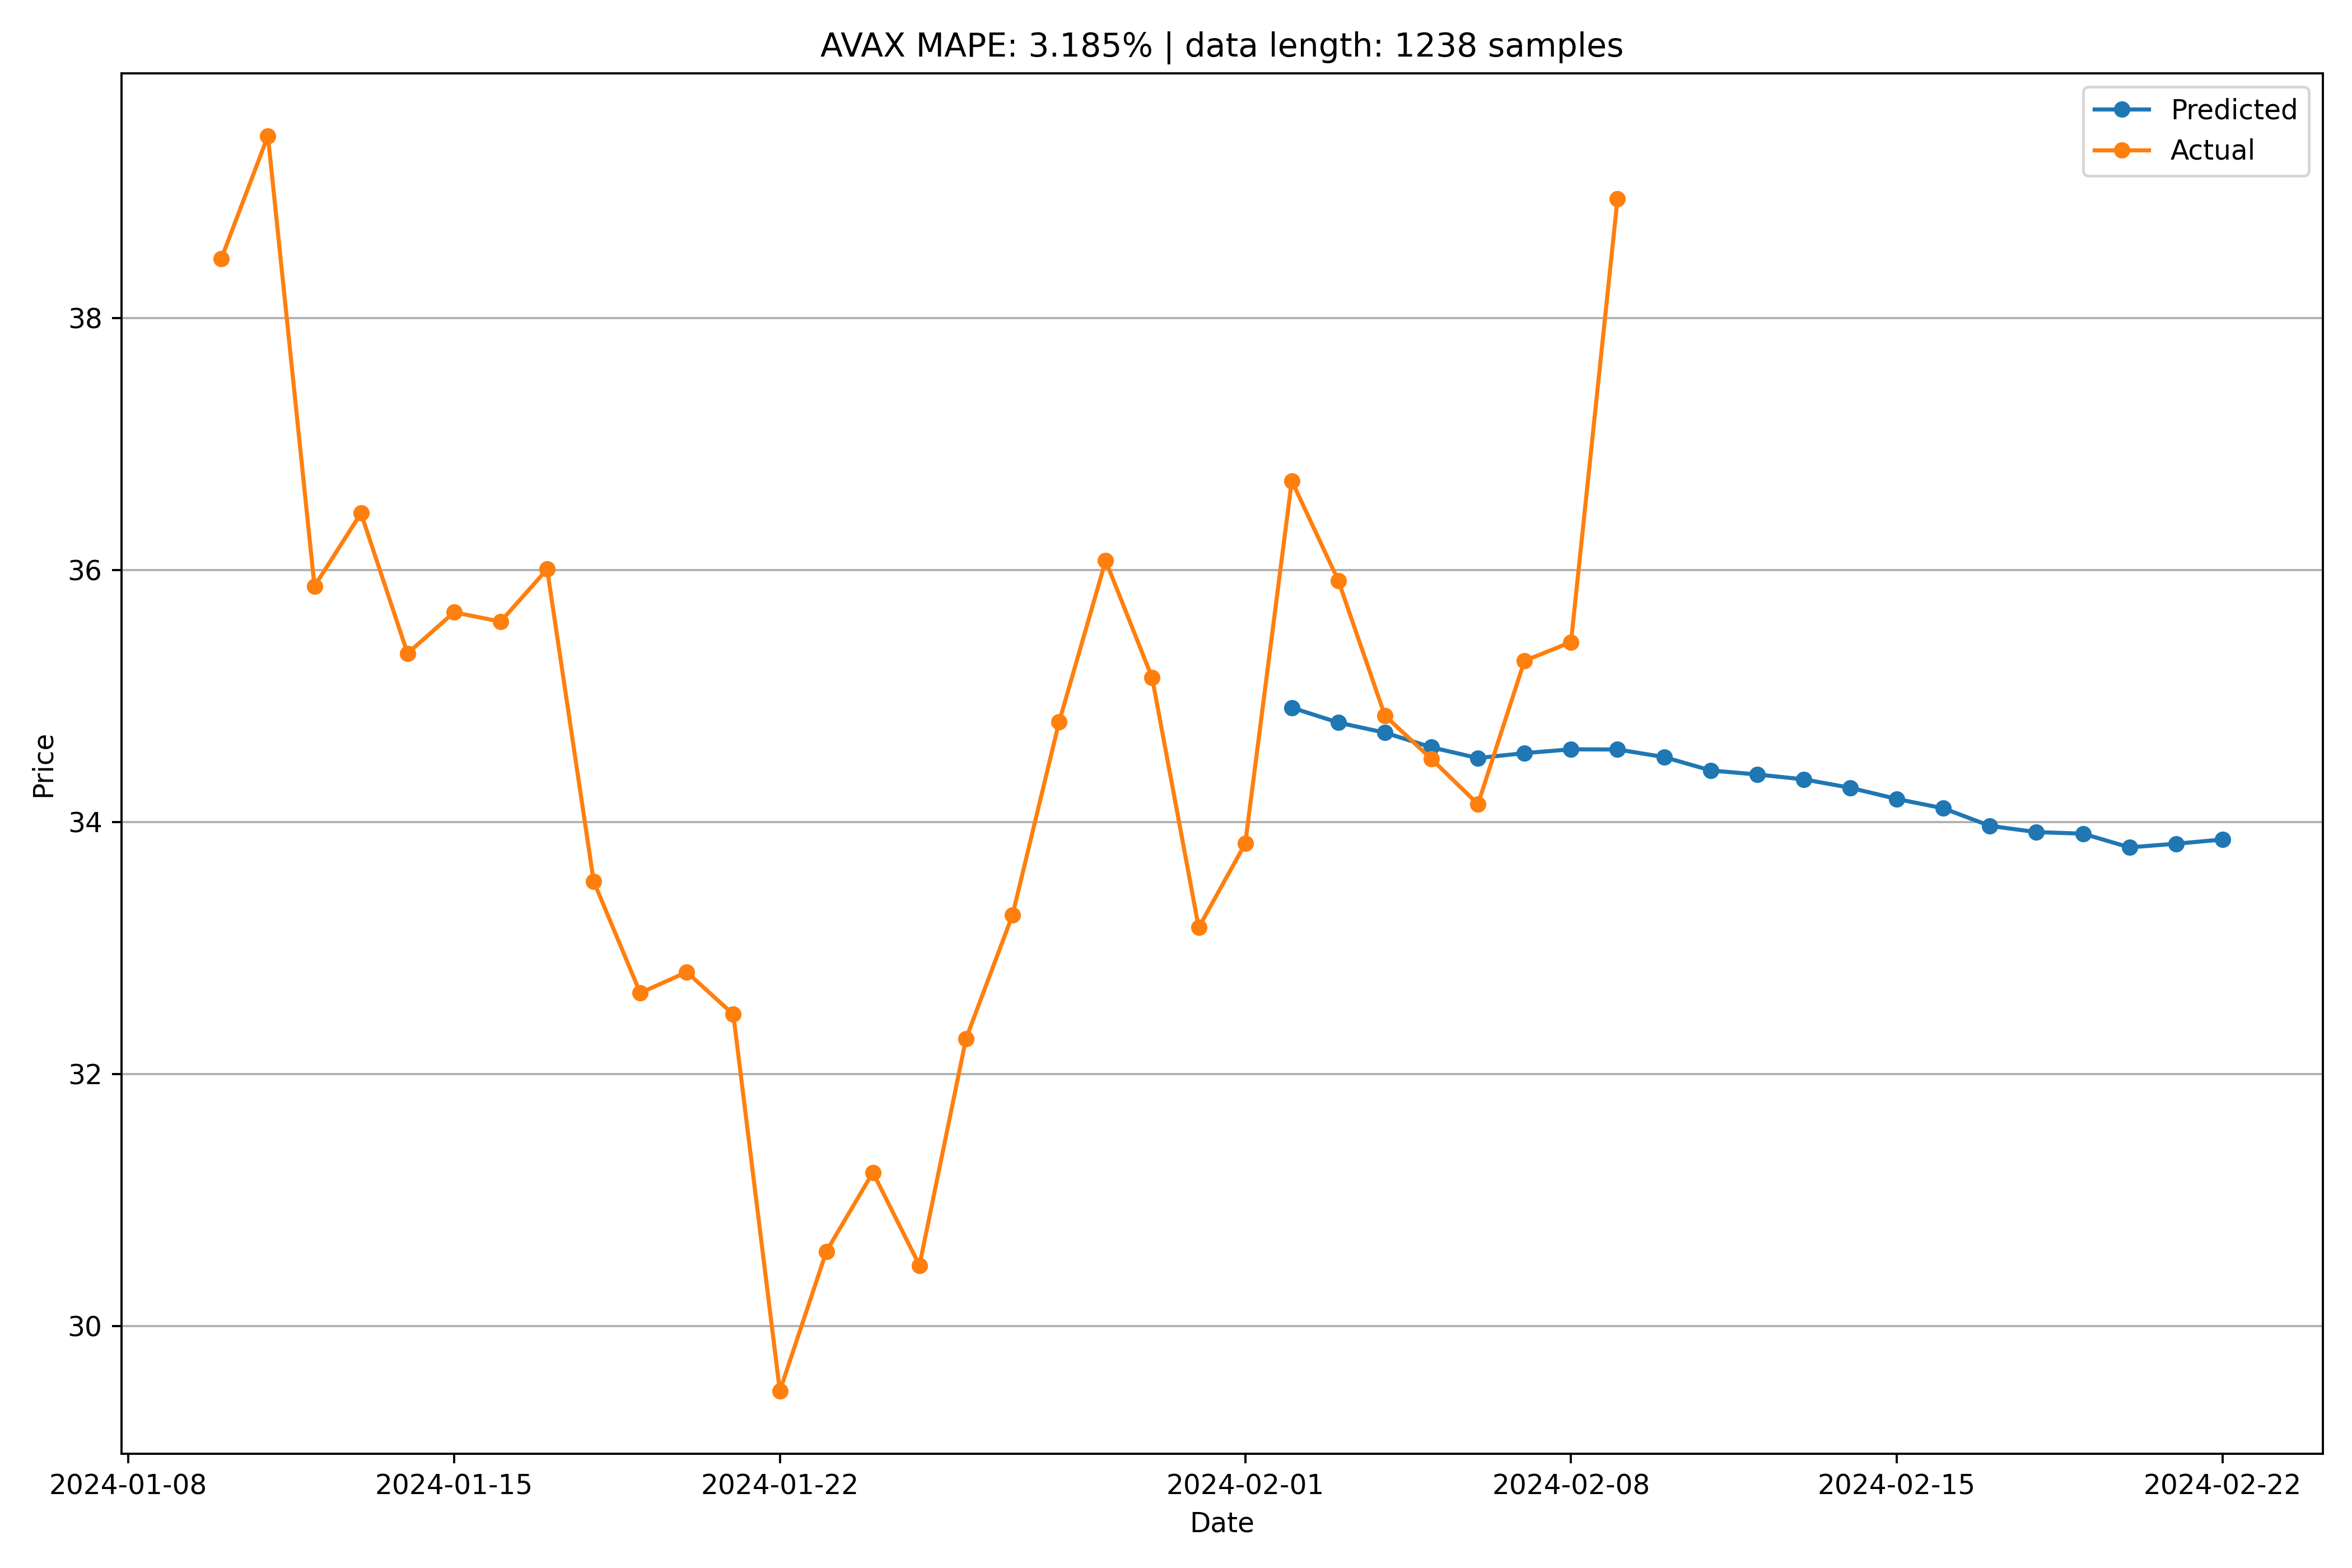 AVAX MAPE: 3.185% | data length: 1238 samples
Predicted
Actual
38
36
34
32
30
Price
2024-01-08
2024-01-15
2024-01-22
2024-02-01
2024-02-08
2024-02-15
2024-02-22
Date